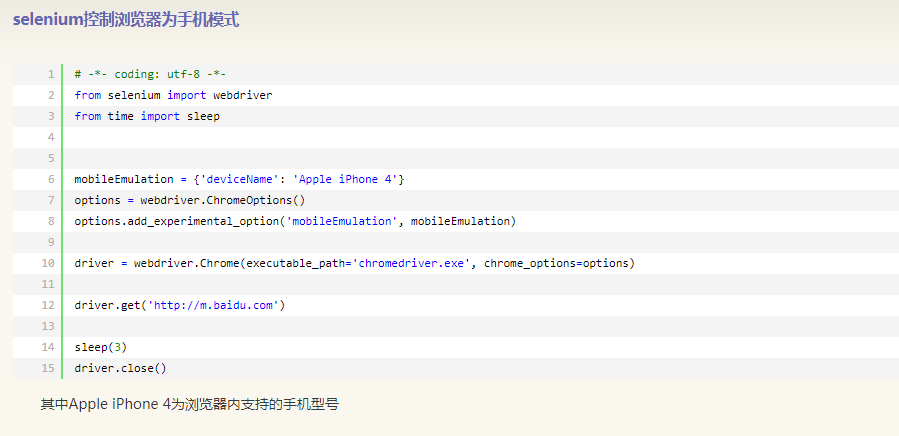 selenium控制浏览器为手机模式
1 # -*- coding: utf-8 -*-
2 from selenium import webdriver
3 from time import sleep
4
5
6 mobileEmulation = {'deviceName': 'Apple iPhone 4'}
7 options = webdriver.ChromeOptions()
8 options.add_experimental_option('mobileEmulation', mobileEmulation)
9
10 driver = webdriver.Chrome(executable_path='chromedriver.exe', chrome_options=options)
11
12 driver.get('http://m.baidu.com')
13
14 sleep(3)
15 driver.close()
其中Apple iPhone 4为浏览器内支持的手机型号